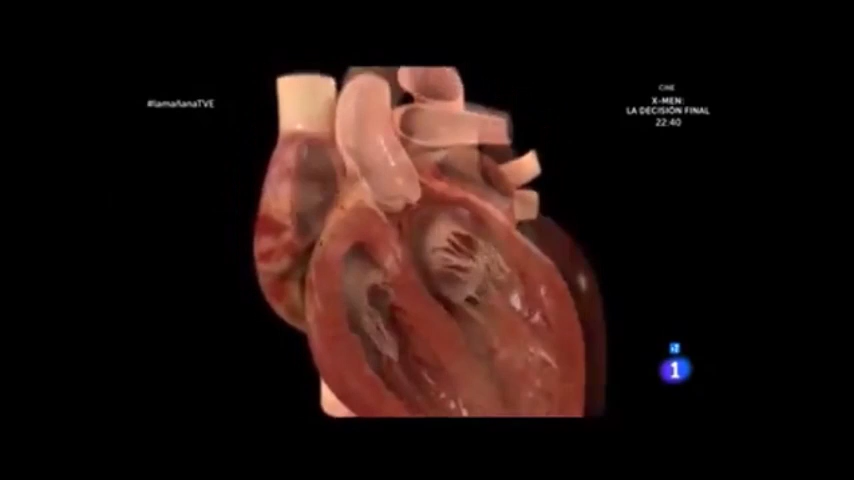 #lamañanaTVE
CINE
X-MEN:
LA DECISIÓN FINAL
22:40
1